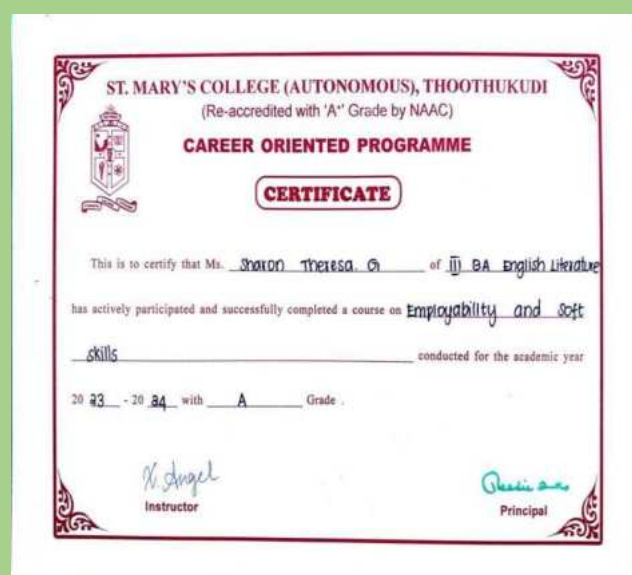 ST. MARY'S COLLEGE (AUTONOMOUS), THOOTHUKUDI
(Re-accredited with 'A+' Grade by NAAC)
CAREER ORIENTED PROGRAMME
CERTIFICATE
This is to certify that Ms. Sharon Theresa. G of III BA English Literature
has actively participated and successfully completed a course on Employability and Soft
skills conducted for the academic year
20 23 - 20 24 with A Grade .
X. Angel
Instructor
Principal